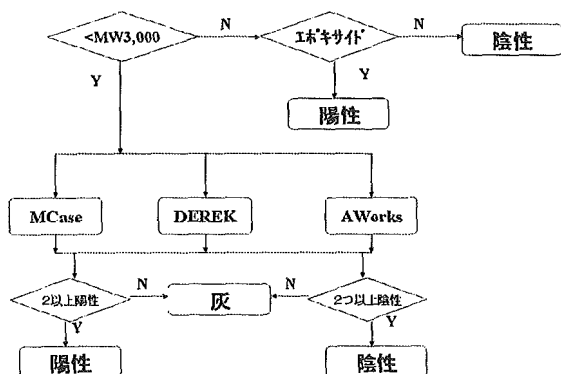 <MW3,000
N
ｴﾎﾟｷｻｲﾄﾞ
N
陰性
Y
Y
陽性
MCase
DEREK
AWorks
2以上陽性
N
灰
N
2つ以上陰性
Y
Y
陽性
陰性